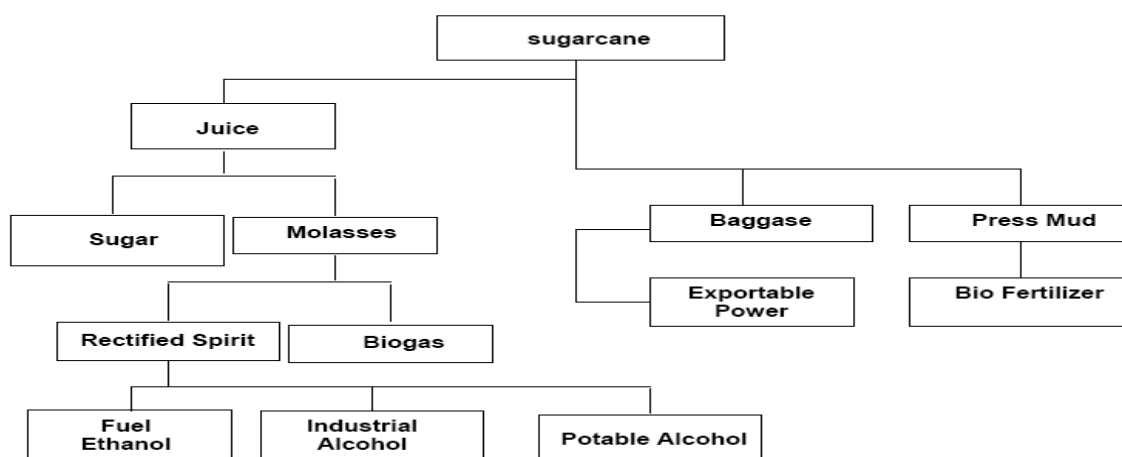 sugarcane
Juice
Sugar
Molasses
Baggase
Press Mud
Exportable
Power
Bio Fertilizer
Rectified Spirit
Biogas
Fuel
Ethanol
Industrial
Alcohol
Potable Alcohol